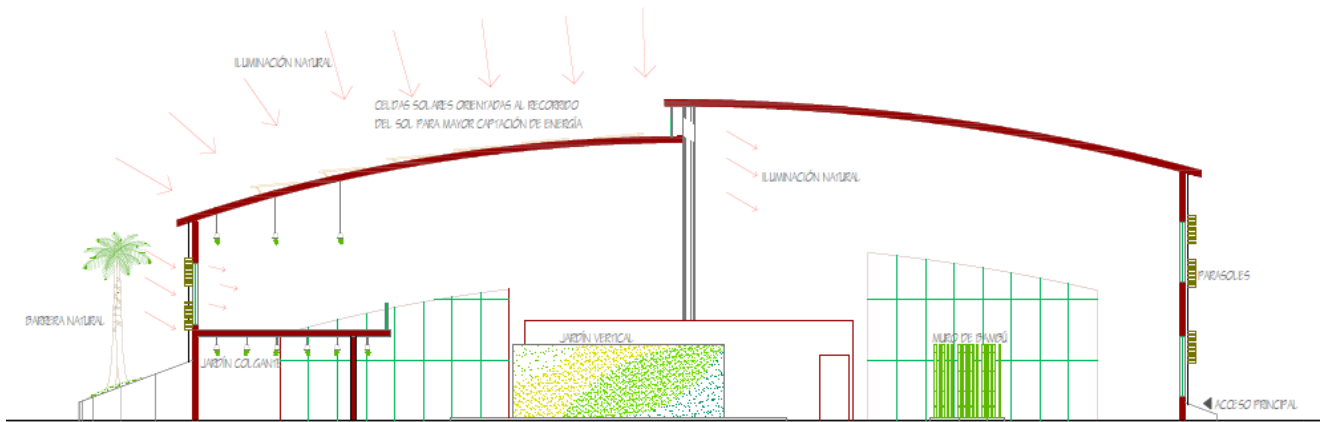 ILUMINACIÓN NATURAL
CELDAS SOLARES ORIENTADAS AL RECORRIDO
DEL SOL PARA MAYOR CAPTACIÓN DE ENERGÍA
ILUMINACIÓN NATURAL
PARASOLES
BARRERA NATURAL
JARDÍN VERTICAL
MURO DE BAMBÚ
JARDÍN COLGANTE
ACCESO PRINCIPAL